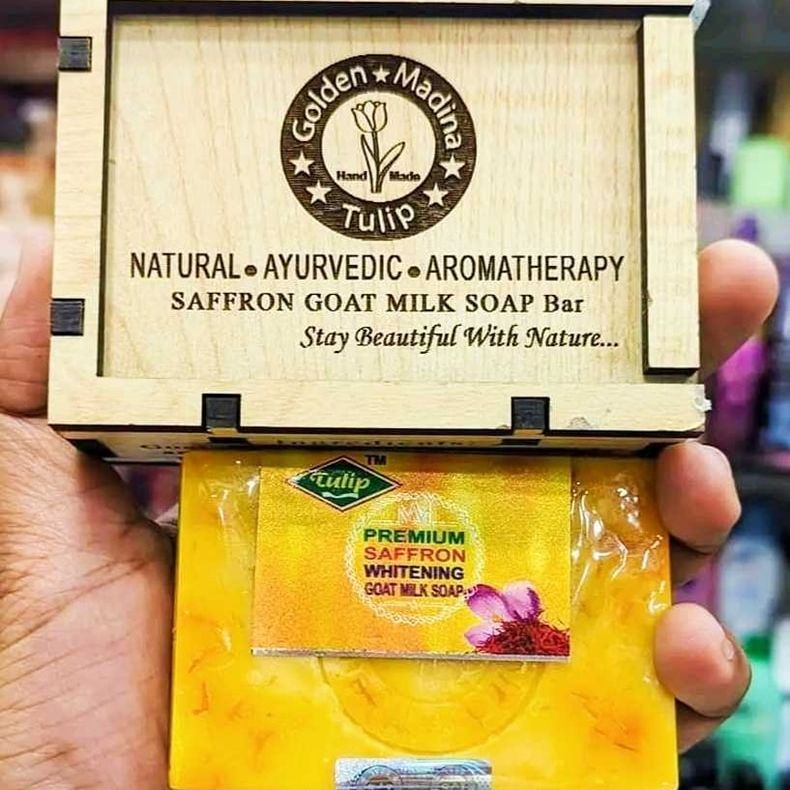 Golden ★ Madina
Hand Made
Tulip
NATURAL • AYURVEDIC • AROMATHERAPY
SAFFRON GOAT MILK SOAP Bar
Stay Beautiful With Nature...
Ingredients:
TM
Tulip
PREMIUM
SAFFRON
WHITENING
GOAT MILK SOAP